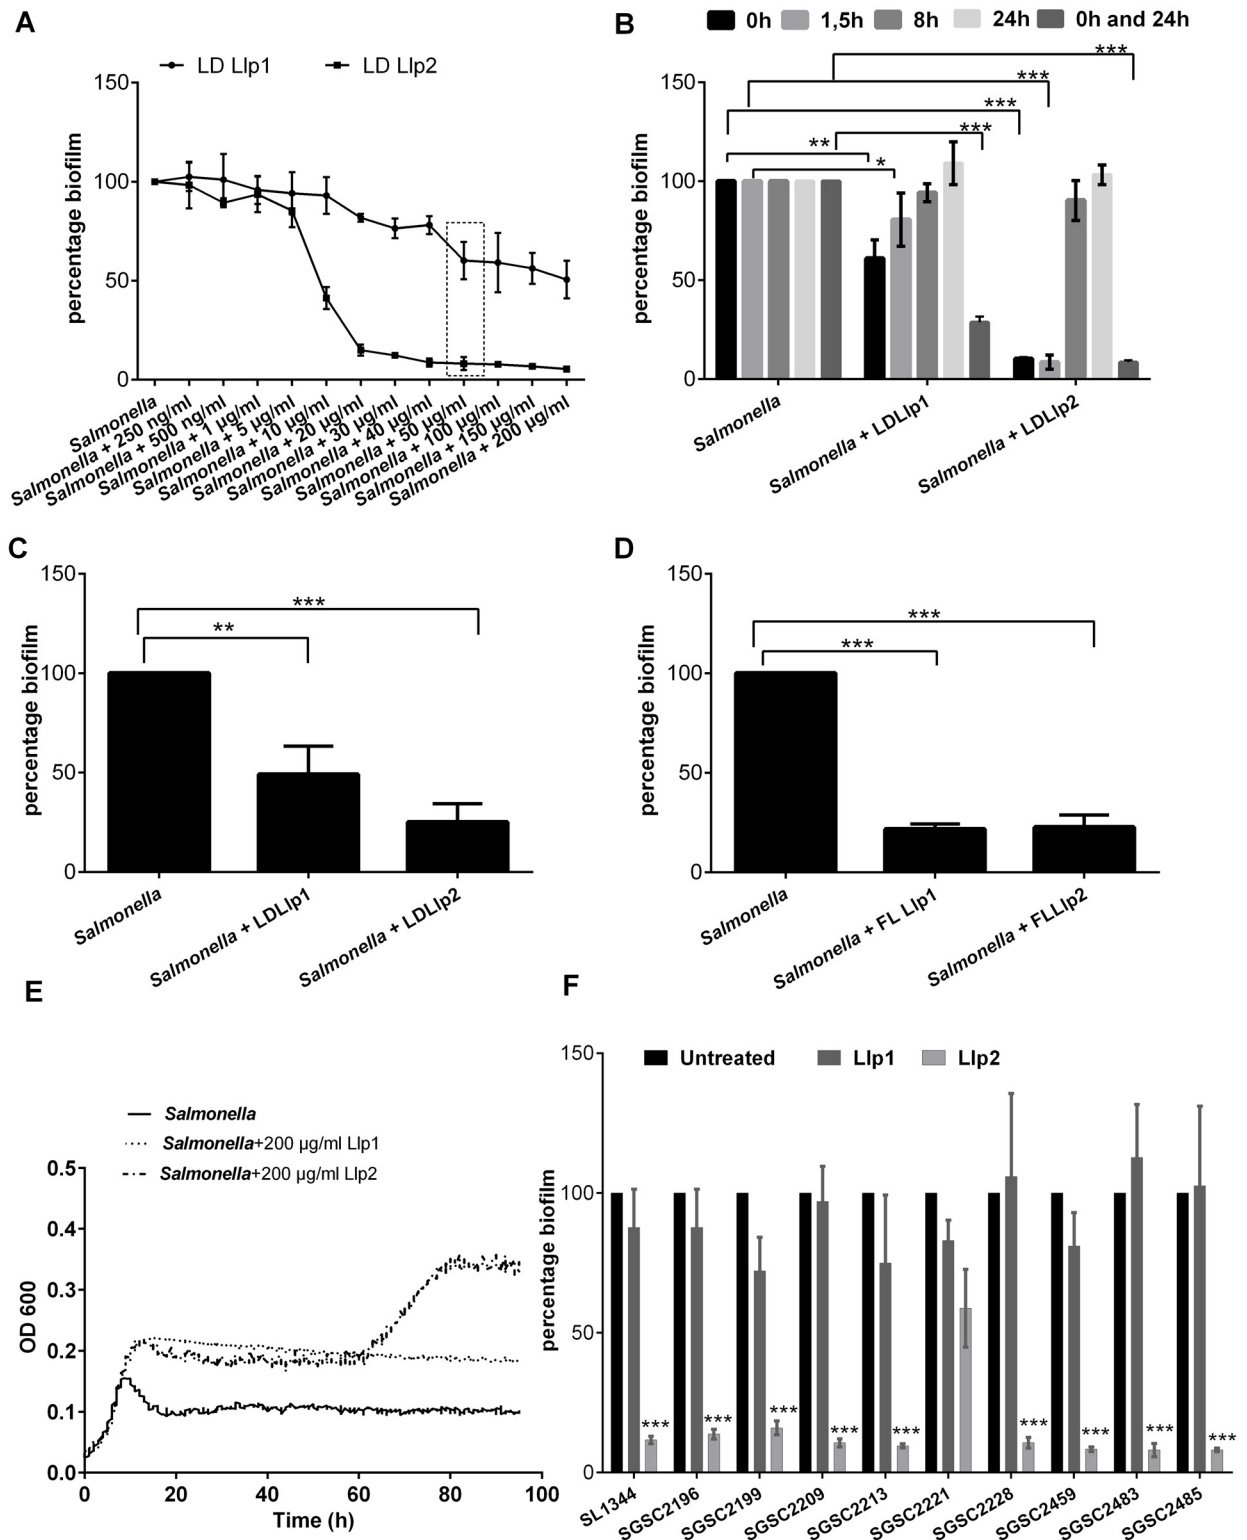 A
LD Llp1
LD Llp2
150
100
50
0
percentage biofilm
Salmonella
Salmonella + 250 ng/ml
Salmonella + 500 ng/ml
Salmonella + 1 µg/ml
Salmonella + 5 µg/ml
Salmonella + 10 µg/ml
Salmonella + 20 µg/ml
Salmonella + 30 µg/ml
Salmonella + 40 µg/ml
Salmonella + 50 µg/ml
Salmonella + 100 µg/ml
Salmonella + 150 µg/ml
Salmonella + 200 µg/ml
B
0h 1,5h 8h 24h 0h and 24h
***
***
***
***
**
*
150
100
50
0
percentage biofilm
Salmonella
Salmonella + LDLlp1
Salmonella + LDLlp2
C
150
100
50
0
percentage biofilm
***
**
Salmonella
Salmonella + LDLlp1
Salmonella + LDLlp2
D
150
100
50
0
percentage biofilm
***
***
Salmonella
Salmonella + FL Llp1
Salmonella + FLLlp2
E
Salmonella
Salmonella+200 µg/ml Llp1
Salmonella+200 µg/ml Llp2
0.5
0.4
0.3
0.2
0.1
0.0
OD 600
0 20 40 60 80 100
Time (h)
F
Untreated Llp1 Llp2
150
100
50
0
percentage biofilm
*** *** *** *** *** *** *** *** ***
SL1344
SGSC2196
SGSC2199
SGSC2209
SGSC2213
SGSC2221
SGSC2228
SGSC2459
SGSC2483
SGSC2485